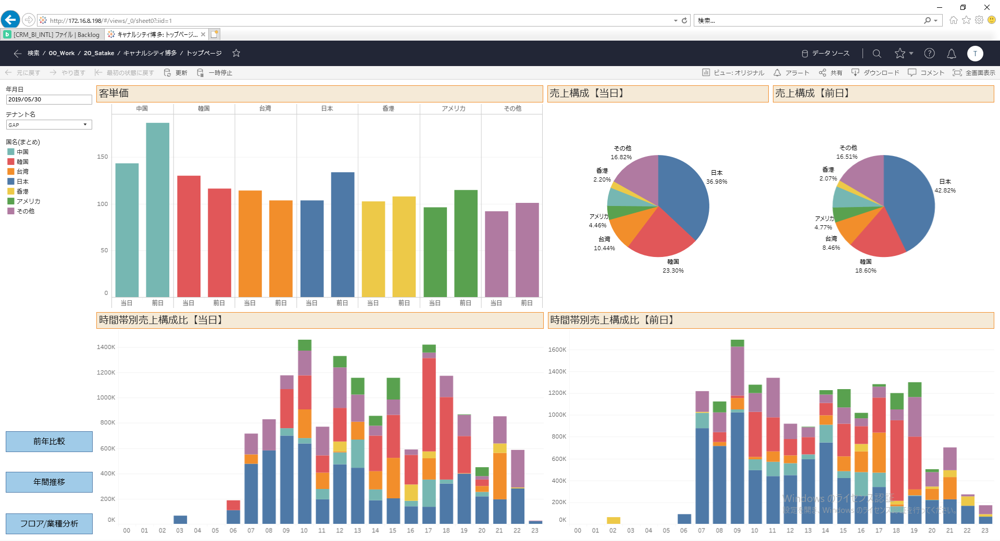 http://172.16.8.198/#/views/_0/sheet0?:iid=1
検索...
[CRM_BI_INTL] ファイル | Backlog
キャナルシティ博多: トップページ...
検索 / 00_Work / 20_Satake / キャナルシティ博多 / トップページ
データ ソース
T
元に戻す
やり直す
最初の状態に戻す
更新
一時停止
ビュー: オリジナル
アラート
共有
ダウンロード
コメント
全画面表示
年月日
2019/05/30
テナント名
GAP
国名(まとめ)
中国
韓国
台湾
日本
香港
アメリカ
その他
前年比較
年間推移
フロア/業種分析
客単価
中国 韓国 台湾 日本 香港 アメリカ その他
150
100
50
0
当日 前日 当日 前日 当日 前日 当日 前日 当日 前日 当日 前日 当日 前日
売上構成【当日】
その他
16.82%
香港
2.20%
日本
36.98%
アメリカ
4.46%
台湾
10.44%
韓国
23.30%
売上構成【前日】
その他
16.51%
香港
2.07%
日本
42.82%
アメリカ
4.77%
台湾
8.46%
韓国
18.60%
時間帯別売上構成比【当日】
1400K
1200K
1000K
800K
600K
400K
200K
0K
00 01 02 03 04 05 06 07 08 09 10 11 12 13 14 15 16 17 18 19 20 21 22 23
時間帯別売上構成比【前日】
1600K
1400K
1200K
1000K
800K
600K
400K
200K
0K
00 01 02 03 04 05 06 07 08 09 10 11 12 13 14 15 16 17 18 19 20 21 22 23
Windows のライセンス認証
設定を開き、Windows のライセンス認証を行ってください。